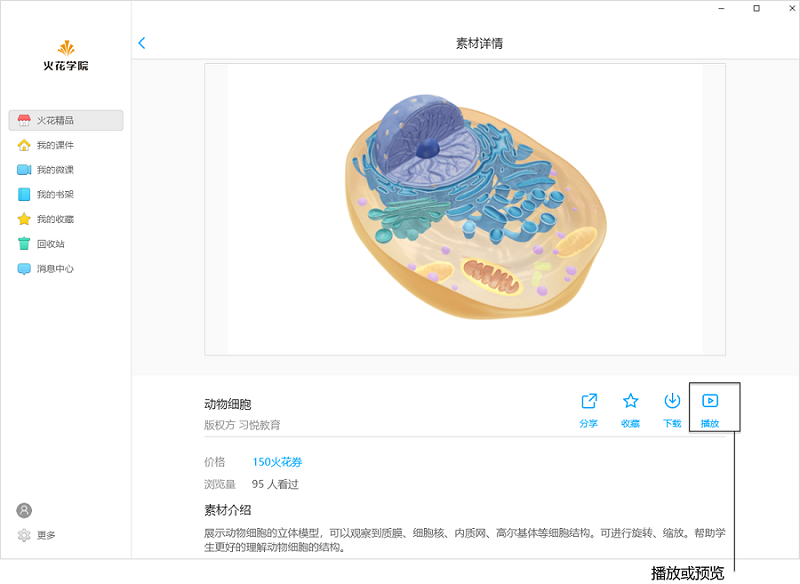 火花学院
素材详情
火花精品
我的课件
我的微课
我的书架
我的收藏
回收站
消息中心
动物细胞
版权方 习悦教育
分享
收藏
下载
播放
价格 150火花券
浏览量 95 人看过
素材介绍
展示动物细胞的立体模型，可以观察到质膜、细胞核、内质网、高尔基体等细胞结构。可进行旋转、缩放。帮助学
生更好的理解动物细胞的结构。
更多
播放或预览